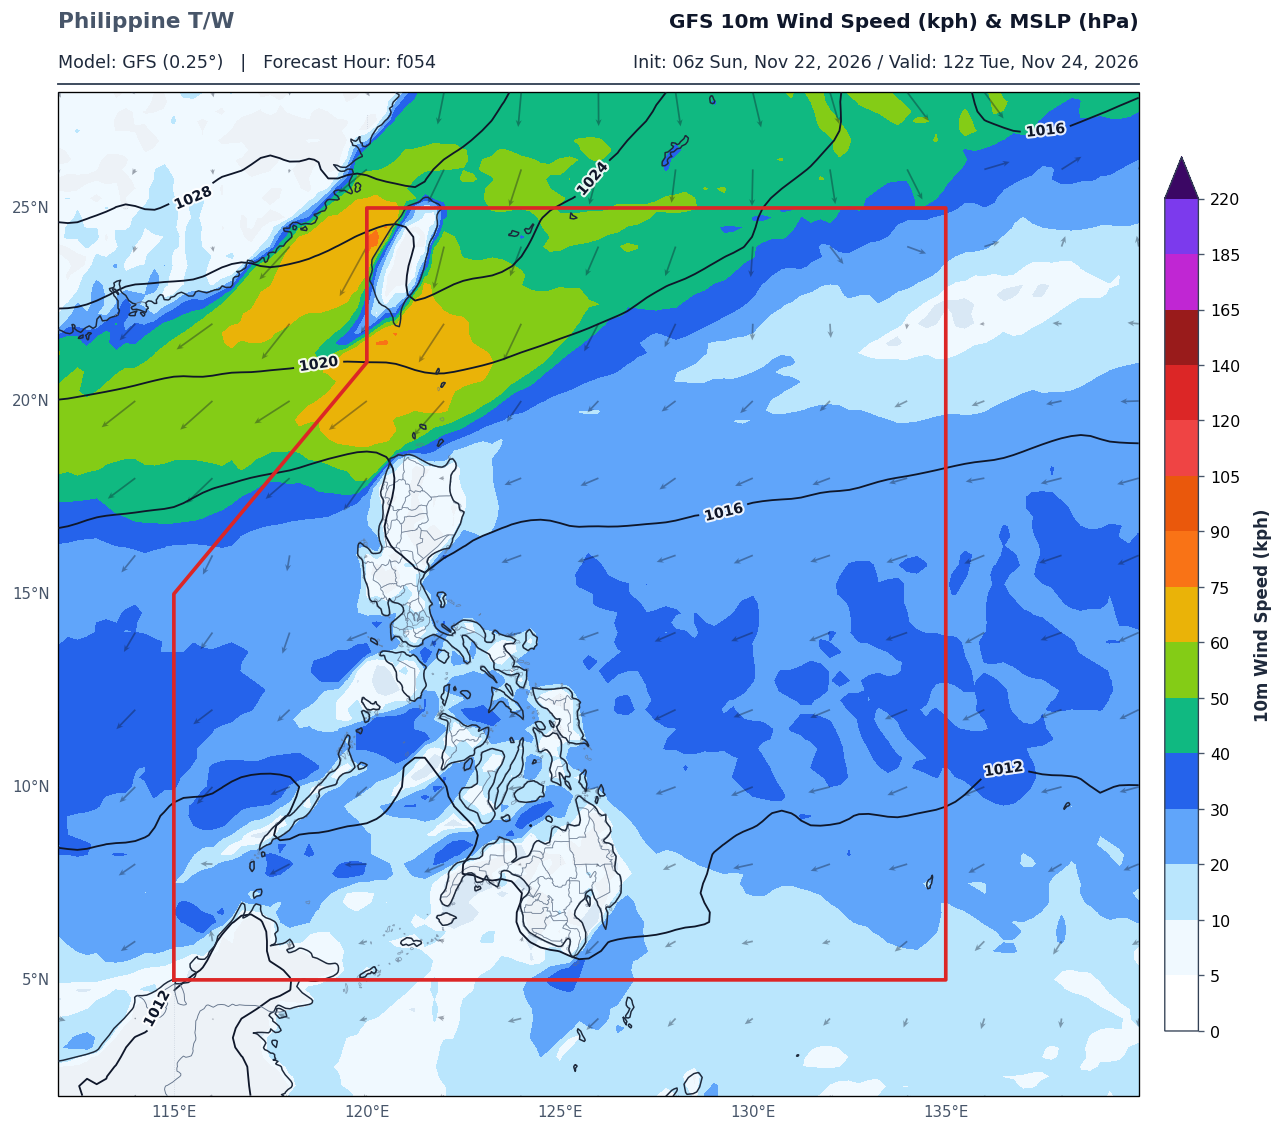 Philippine T/W
GFS 10m Wind Speed (kph) & MSLP (hPa)
Model: GFS (0.25°) | Forecast Hour: f054
Init: 06z Sun, Nov 22, 2026 / Valid: 12z Tue, Nov 24, 2026
1016
1028
1024
1020
1016
1012
1012
25°N
20°N
15°N
10°N
5°N
115°E
120°E
125°E
130°E
135°E
220
185
165
140
120
105
90
75
60
50
40
30
20
10
5
0
10m Wind Speed (kph)